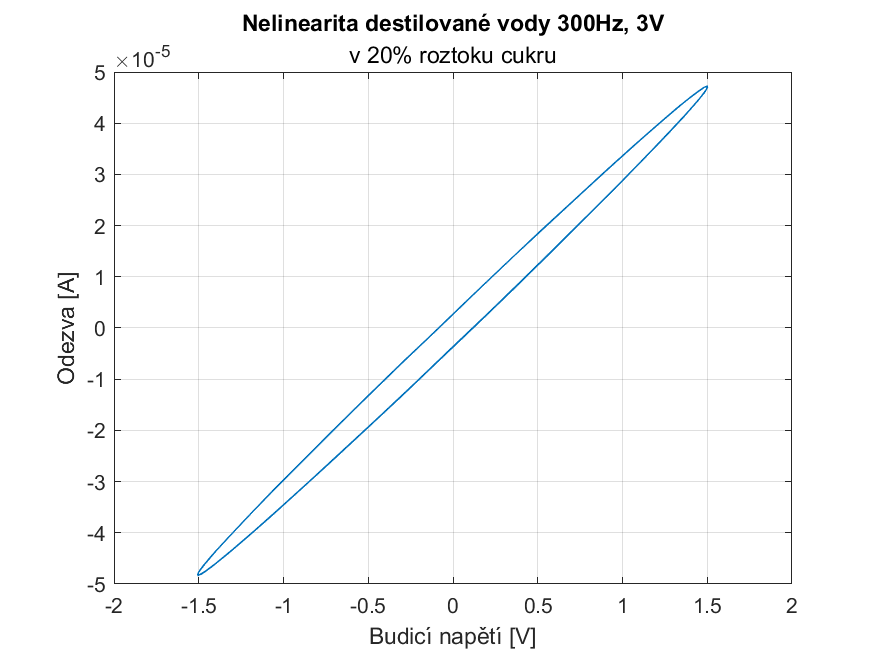 Nelinearita destilované vody 300Hz, 3V
v 20% roztoku cukru
×10^-5
5
4
3
2
1
0
-1
-2
-3
-4
-5
Odezva [A]
-2 -1.5 -1 -0.5 0 0.5 1 1.5 2
Budicí napětí [V]